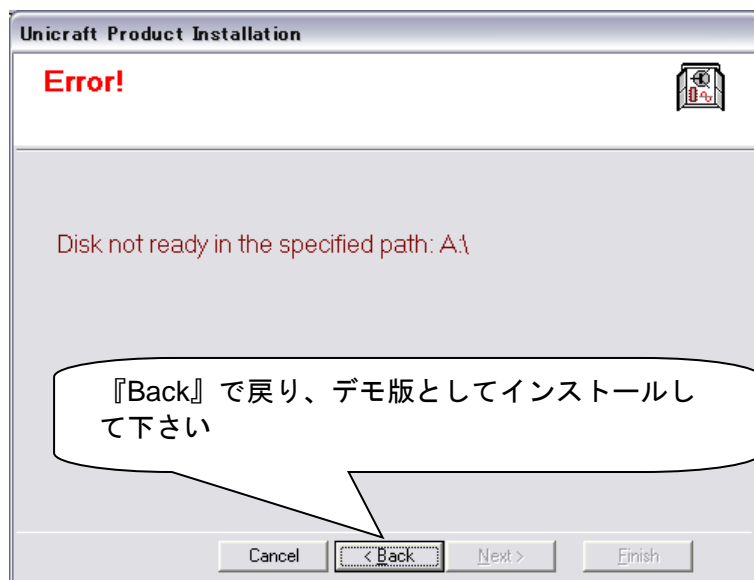 Unicraft Product Installation
Error!
Disk not ready in the specified path: A:\
『Back』で戻り、デモ版としてインストールし
て下さい
Cancel < Back Next > Finish